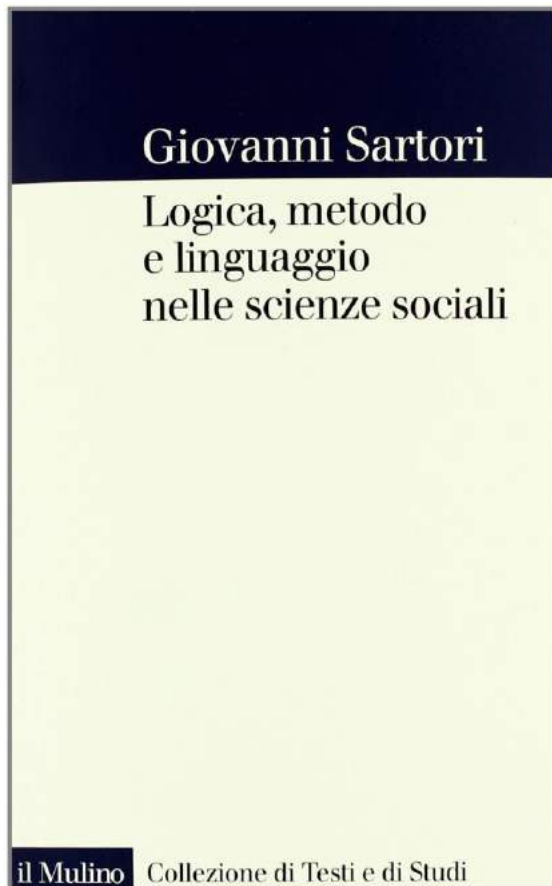 Giovanni Sartori
Logica, metodo
e linguaggio
nelle scienze sociali
il Mulino Collezione di Testi e di Studi